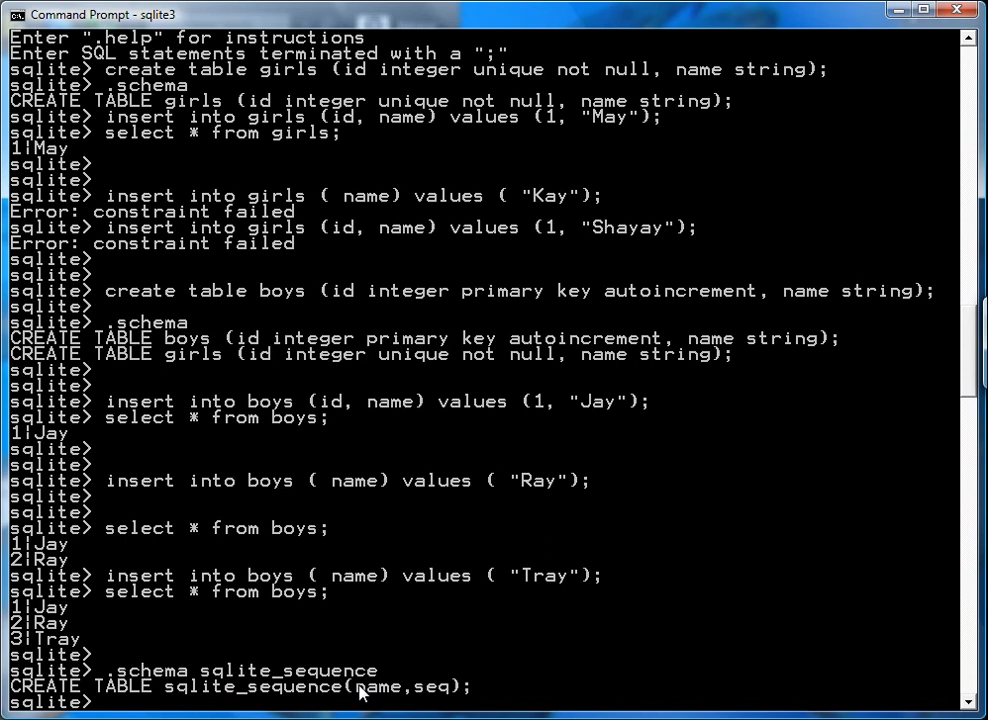 Command Prompt - sqlite3
Enter ".help" for instructions
Enter SQL statements terminated with a ";"
sqlite> create table girls (id integer unique not null, name string);
sqlite> .schema
CREATE TABLE girls (id integer unique not null, name string);
sqlite> insert into girls (id, name) values (1, "May");
sqlite> select * from girls;
1|May
sqlite>
sqlite>
sqlite> insert into girls ( name) values ( "Kay");
Error: constraint failed
sqlite> insert into girls (id, name) values (1, "Shayay");
Error: constraint failed
sqlite>
sqlite>
sqlite> create table boys (id integer primary key autoincrement, name string);
sqlite>
sqlite> .schema
CREATE TABLE boys (id integer primary key autoincrement, name string);
CREATE TABLE girls (id integer unique not null, name string);
sqlite>
sqlite>
sqlite> insert into boys (id, name) values (1, "Jay");
sqlite> select * from boys;
1|Jay
sqlite>
sqlite>
sqlite> insert into boys ( name) values ( "Ray");
sqlite>
sqlite>
sqlite> select * from boys;
1|Jay
2|Ray
sqlite> insert into boys ( name) values ( "Tray");
sqlite> select * from boys;
1|Jay
2|Ray
3|Tray
sqlite>
sqlite> .schema sqlite_sequence
CREATE TABLE sqlite_sequence(name,seq);
sqlite>